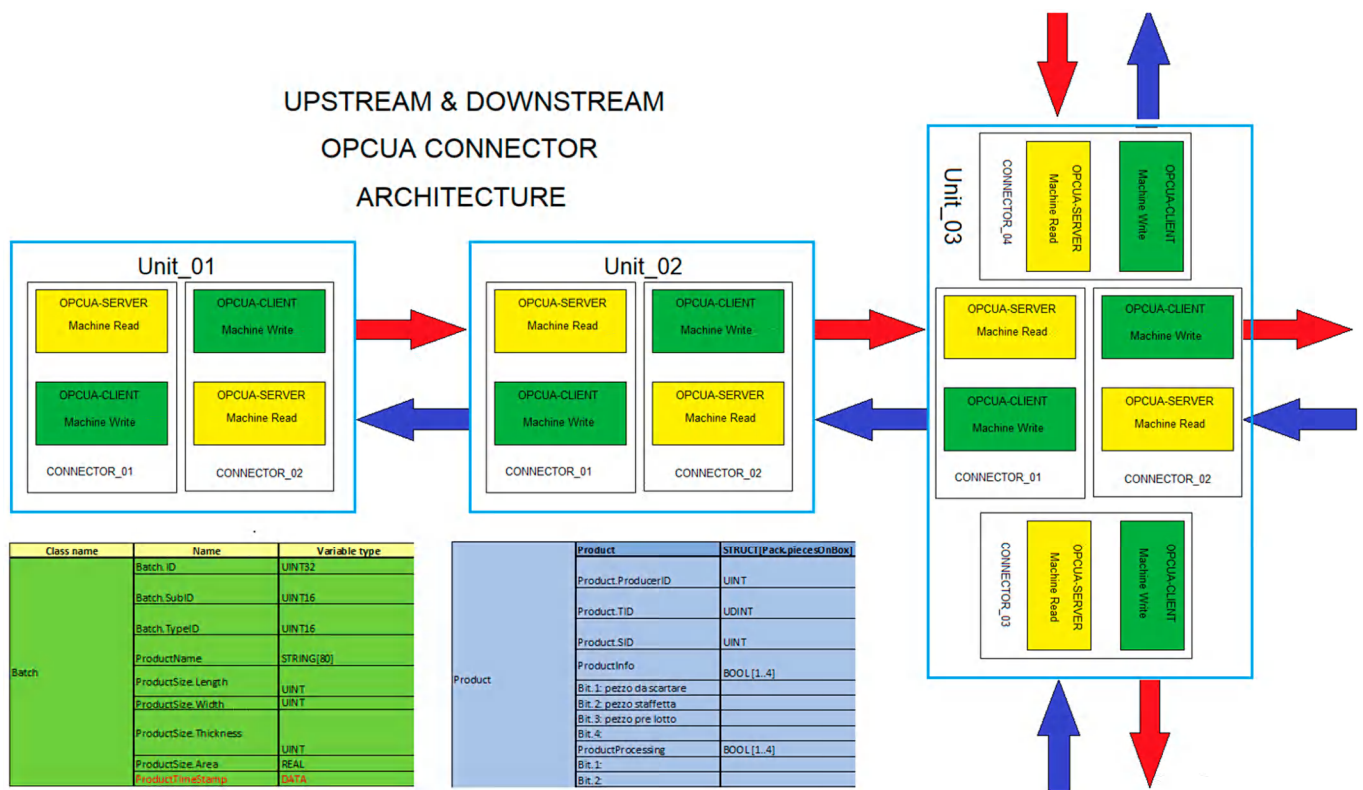 UPSTREAM & DOWNSTREAM
OPCUA CONNECTOR
ARCHITECTURE
Unit_01
OPCUA-SERVER
Machine Read
OPCUA-CLIENT
Machine Write
OPCUA-CLIENT
Machine Write
OPCUA-SERVER
Machine Read
CONNECTOR_01
CONNECTOR_02
Unit_02
OPCUA-SERVER
Machine Read
OPCUA-CLIENT
Machine Write
OPCUA-CLIENT
Machine Write
OPCUA-SERVER
Machine Read
CONNECTOR_01
CONNECTOR_02
Unit_03
CONNECTOR_04
OPCUA-SERVER
Machine Read
OPCUA-CLIENT
Machine Write
OPCUA-SERVER
Machine Read
OPCUA-CLIENT
Machine Write
OPCUA-CLIENT
Machine Write
OPCUA-SERVER
Machine Read
CONNECTOR_01
CONNECTOR_02
CONNECTOR_03
OPCUA-SERVER
Machine Read
OPCUA-CLIENT
Machine Write
Class name Name Variable type
Batch
Batch.ID UINT32
Batch.SubID UINT16
Batch.TypeID UINT16
ProductName STRING[80]
ProductSize.Length UINT
ProductSize.Width UINT
ProductSize.Thickness UINT
ProductSize.Area REAL
ProductTimeStamp DATA
Product
Product STRUCT[Pack.piecesOnBox]
Product.ProducerID UINT
Product.TID UDINT
Product.SID UINT
ProductInfo BOOL [1..4]
Bit.1: pezzo da scartare
Bit.2: pezzo staffetta
Bit.3: pezzo pre lotto
Bit.4:
ProductProcessing BOOL [1..4]
Bit.1:
Bit.2: